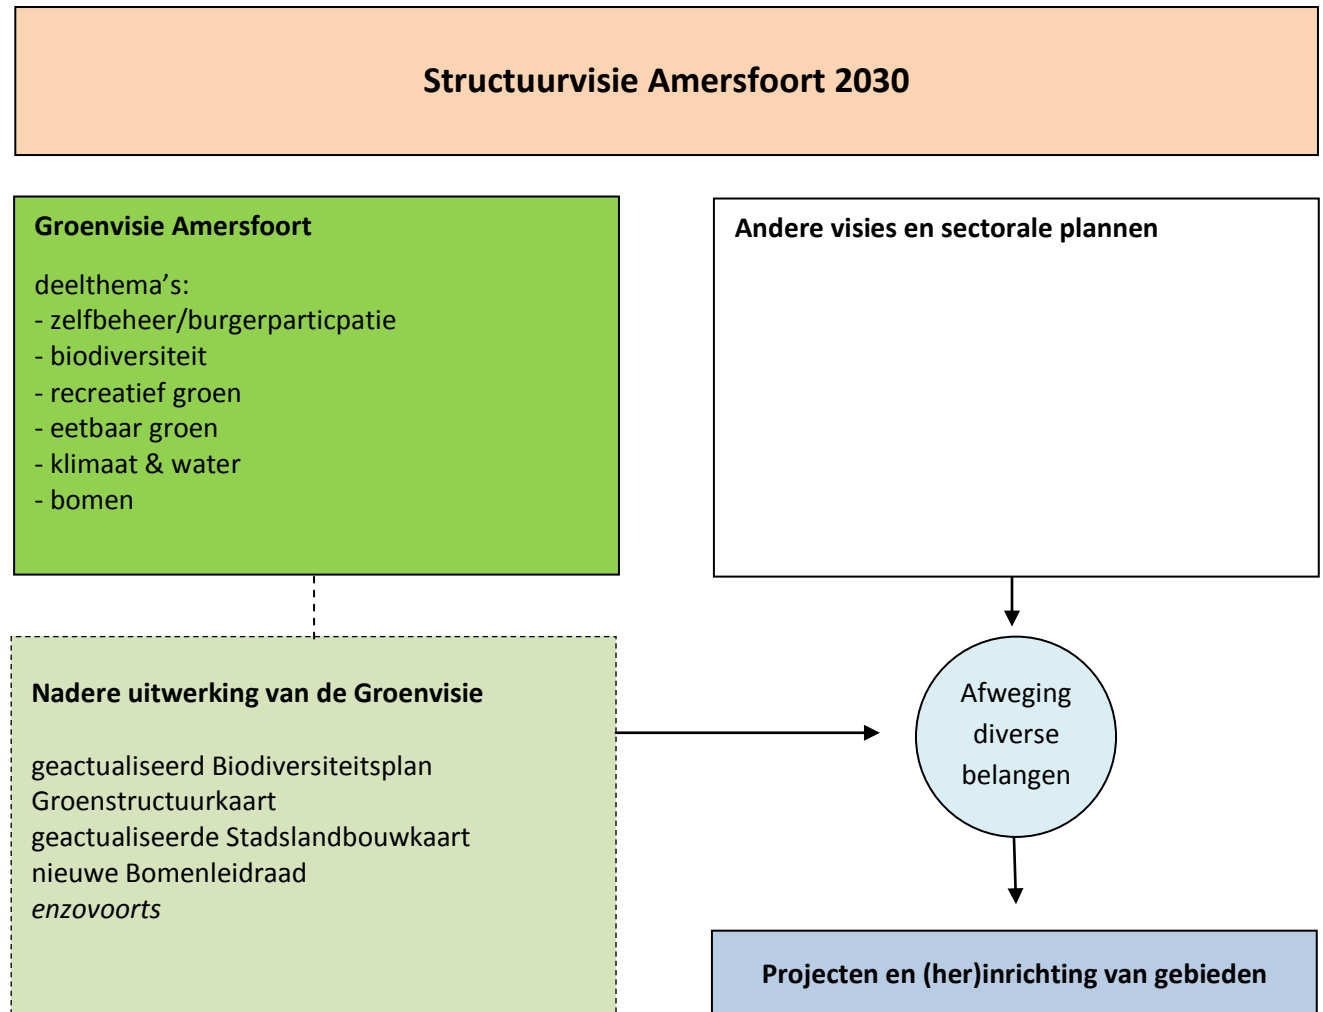 Structuurvisie Amersfoort 2030
Groenvisie Amersfoort
deelthema’s:
- zelfbeheer/burgerparticpatie
- biodiversiteit
- recreatief groen
- eetbaar groen
- klimaat & water
- bomen
Andere visies en sectorale plannen
Nadere uitwerking van de Groenvisie
geactualiseerd Biodiversiteitsplan
Groenstructuurkaart
geactualiseerde Stadslandbouwkaart
nieuwe Bomenleidraad
enzovoorts
Afweging
diverse
belangen
Projecten en (her)inrichting van gebieden